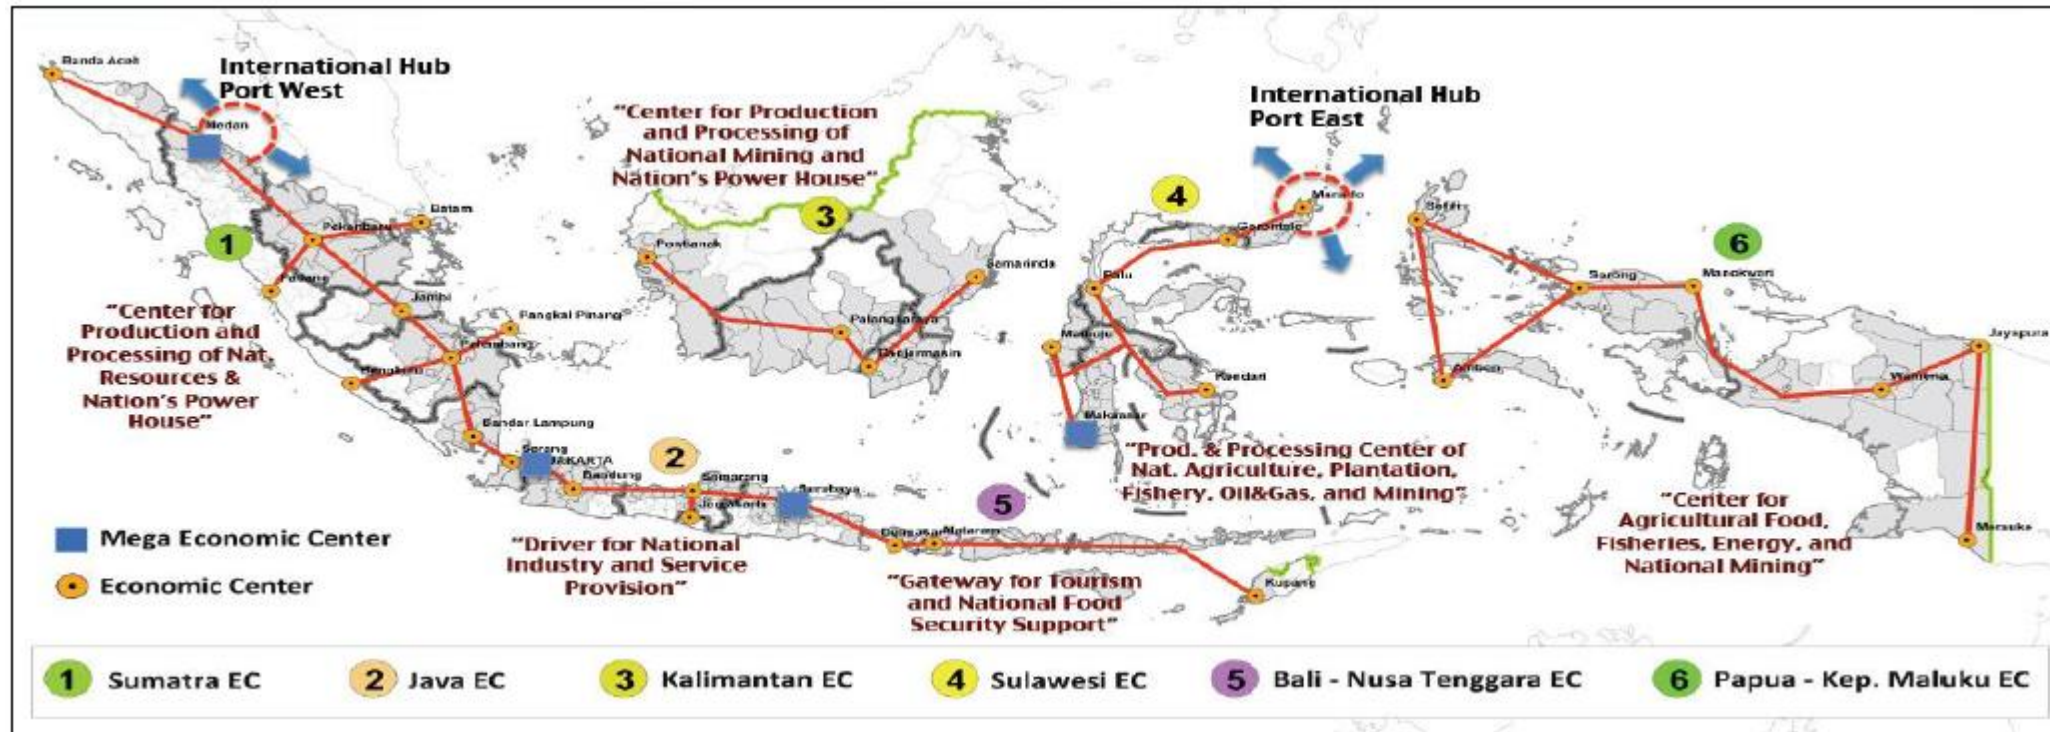 Banda Aceh
International Hub
Port West
Medan
"Center for Production
and Processing of
National Mining and
Nation's Power House"
International Hub
Port East
4
Manado
Gorontalo
Sofifi
Batam
Pekanbaru
1
3
Pontianak
Samarinda
6
Palu
Sorong
Manokwari
Padang
Jambi
"Center for
Production and
Processing of Nat.
Resources &
Nation's Power
House"
Pangkal Pinang
Palembang
Bengkulu
Palangkaraya
Banjarmasin
Mamuju
Kendari
Ambon
Wamena
Jayapura
Bandar Lampung
Makassar
Serang
JAKARTA
Bandung
2
Semarang
Surabaya
Jogjakarta
"Prod. & Processing Center of
Nat. Agriculture, Plantation,
Fishery, Oil&Gas, and Mining"
5
"Center for
Agricultural Food,
Fisheries, Energy, and
National Mining"
Merauke
Mega Economic Center
Economic Center
"Driver for National
Industry and Service
Provision"
Denpasar
Mataram
"Gateway for Tourism
and National Food
Security Support"
Kupang
1 Sumatra EC
2 Java EC
3 Kalimantan EC
4 Sulawesi EC
5 Bali - Nusa Tenggara EC
6 Papua - Kep. Maluku EC